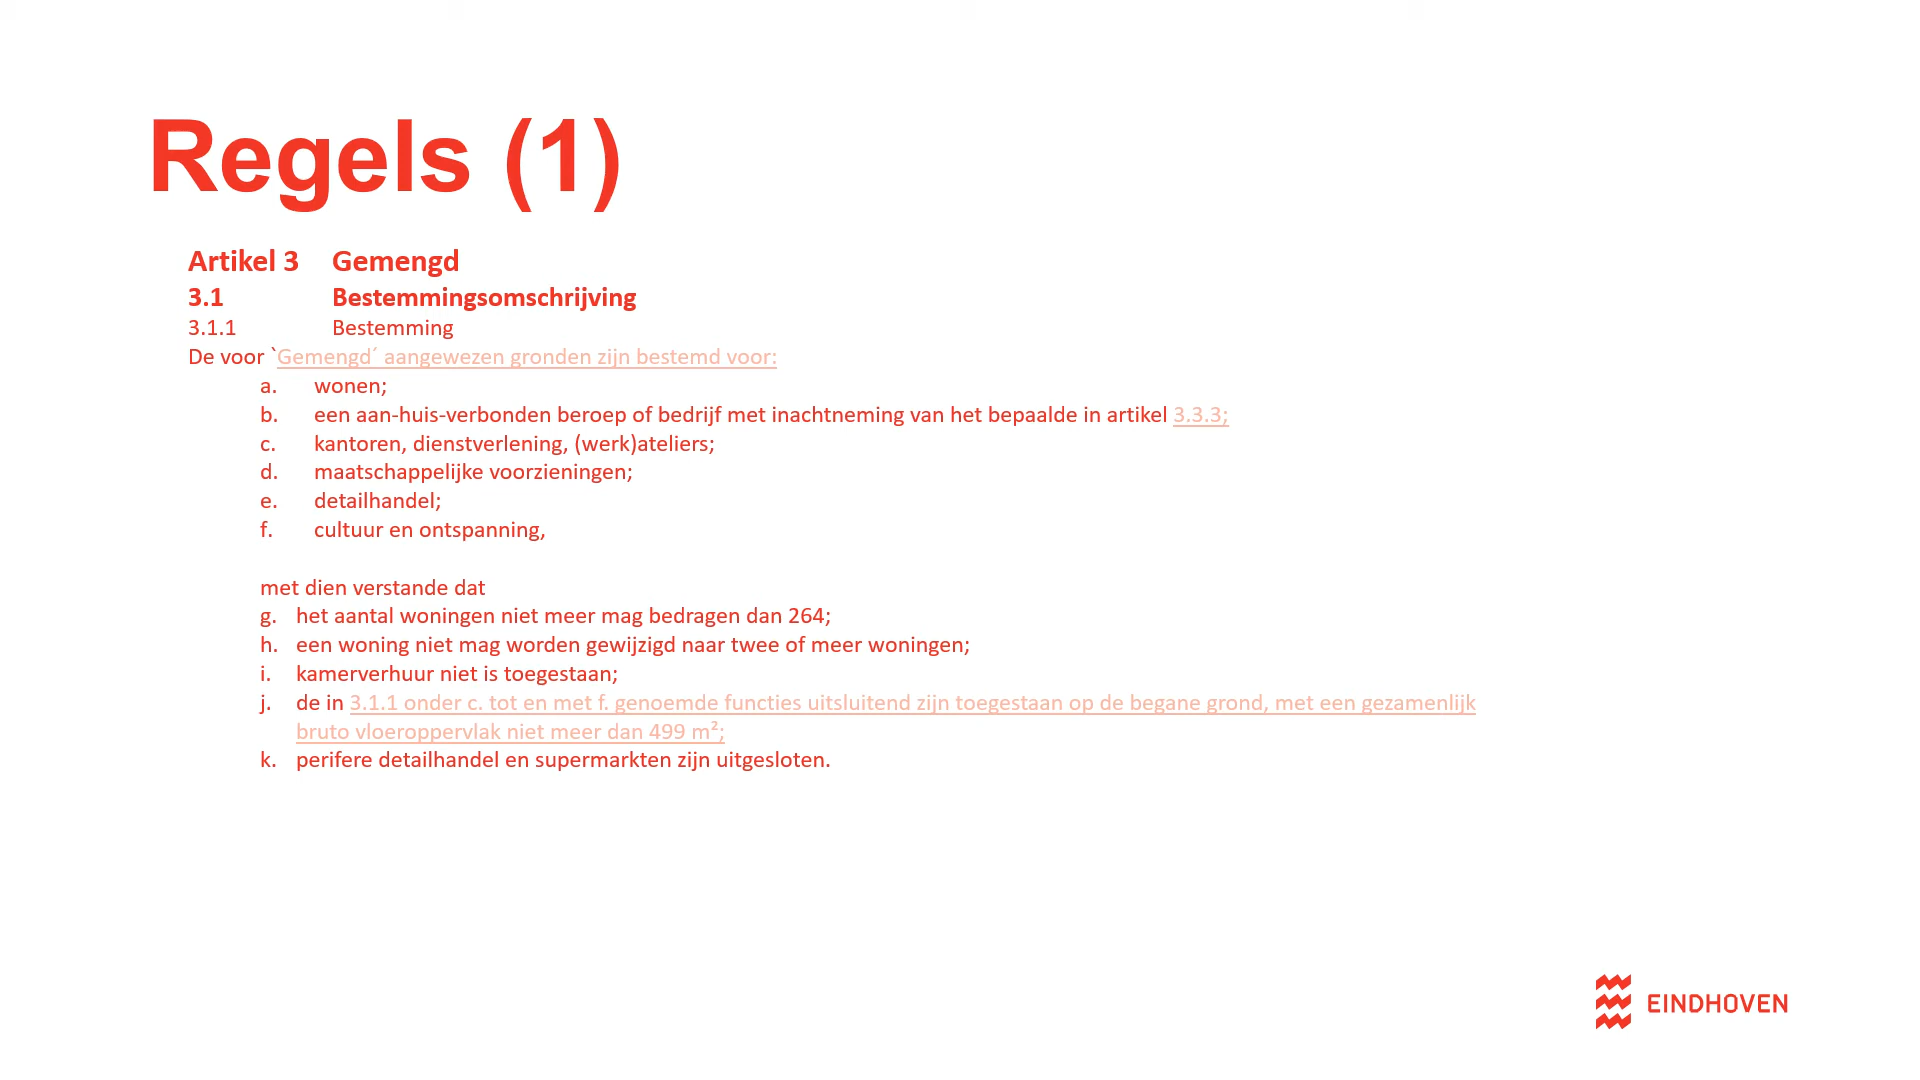 Regels (1)
Artikel 3 Gemengd
3.1 Bestemmingsomschrijving
3.1.1 Bestemming
De voor `Gemengd´ aangewezen gronden zijn bestemd voor:
a. wonen;
b. een aan-huis-verbonden beroep of bedrijf met inachtneming van het bepaalde in artikel 3.3.3;
c. kantoren, dienstverlening, (werk)ateliers;
d. maatschappelijke voorzieningen;
e. detailhandel;
f. cultuur en ontspanning,
met dien verstande dat
g. het aantal woningen niet meer mag bedragen dan 264;
h. een woning niet mag worden gewijzigd naar twee of meer woningen;
i. kamerverhuur niet is toegestaan;
j. de in 3.1.1 onder c. tot en met f. genoemde functies uitsluitend zijn toegestaan op de begane grond, met een gezamenlijk
bruto vloeroppervlak niet meer dan 499 m²;
k. perifere detailhandel en supermarkten zijn uitgesloten.
EINDHOVEN